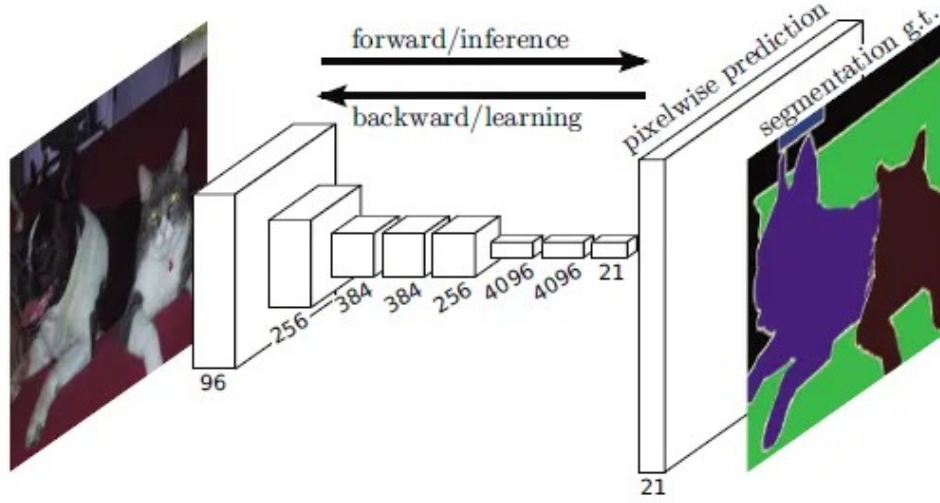 forward/inference
backward/learning
pixelwise prediction
segmentation g.t.
96
256
384
384
256
4096
4096
21
21